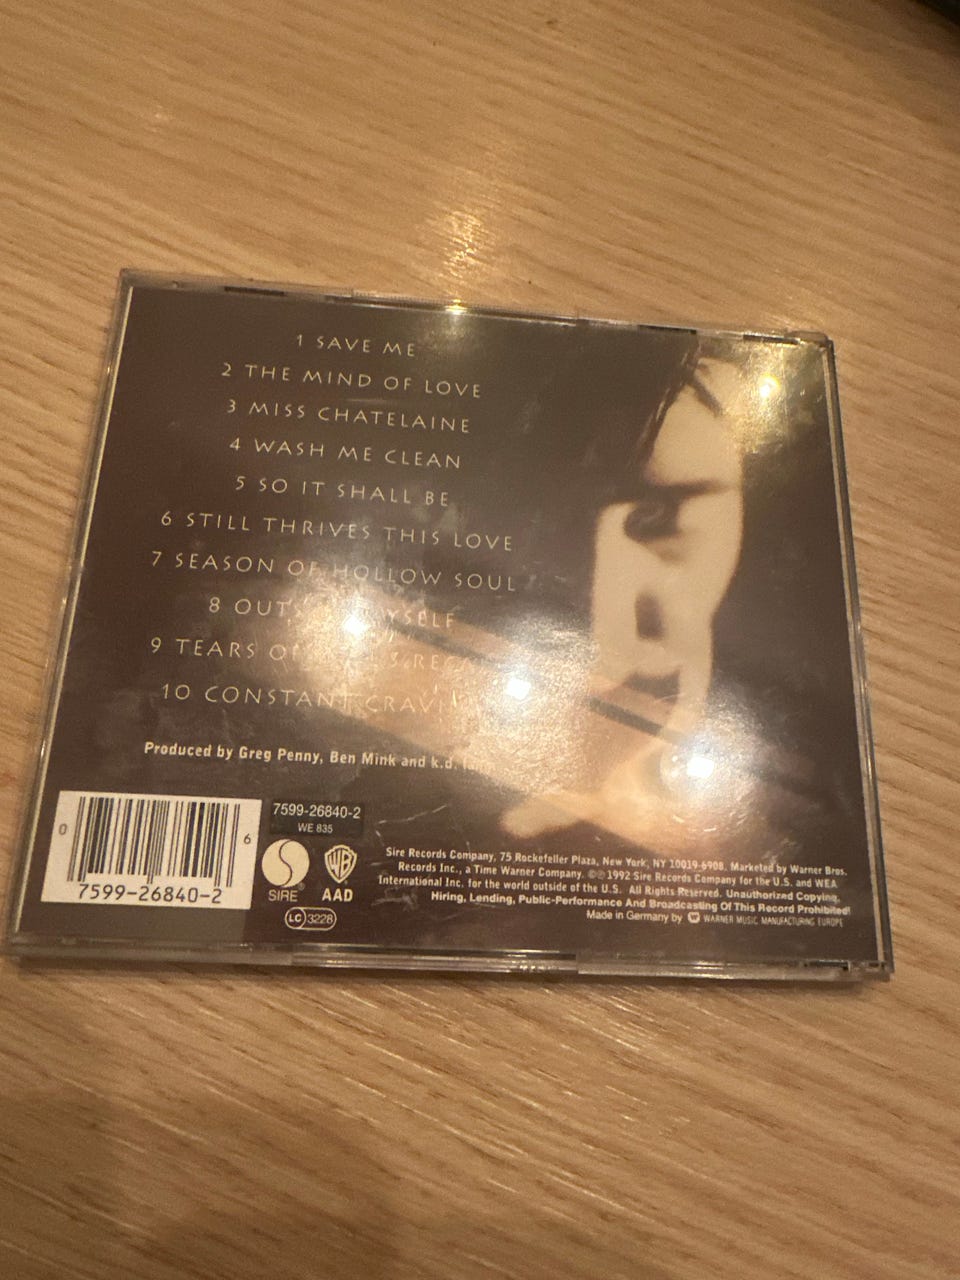 1 SAVE ME
2 THE MIND OF LOVE
3 MISS CHATELAINE
4 WASH ME CLEAN
5 SO IT SHALL BE
6 STILL THRIVES THIS LOVE
7 SEASON OF HOLLOW SOUL
8
9 TEARS
10 CONSTANT
Produced by Greg Penny, Ben Mink and k.d.
7599-26840-2
WE 835
0 6
7599-26840-2
SIRE®
WB
AAD
LC 3228
Sire Records Company, 75 Rockefeller Plaza, New York, NY 10019-6908. Marketed by Warner Bros.
Records Inc., a Time Warner Company. ©℗ 1992 Sire Records Company for the U.S. and WEA
International Inc. for the world outside of the U.S. All Rights Reserved. Unauthorized Copying,
Hiring, Lending, Public-Performance And Broadcasting Of This Record Prohibited!
Made in Germany by WARNER MUSIC MANUFACTURING EUROPE